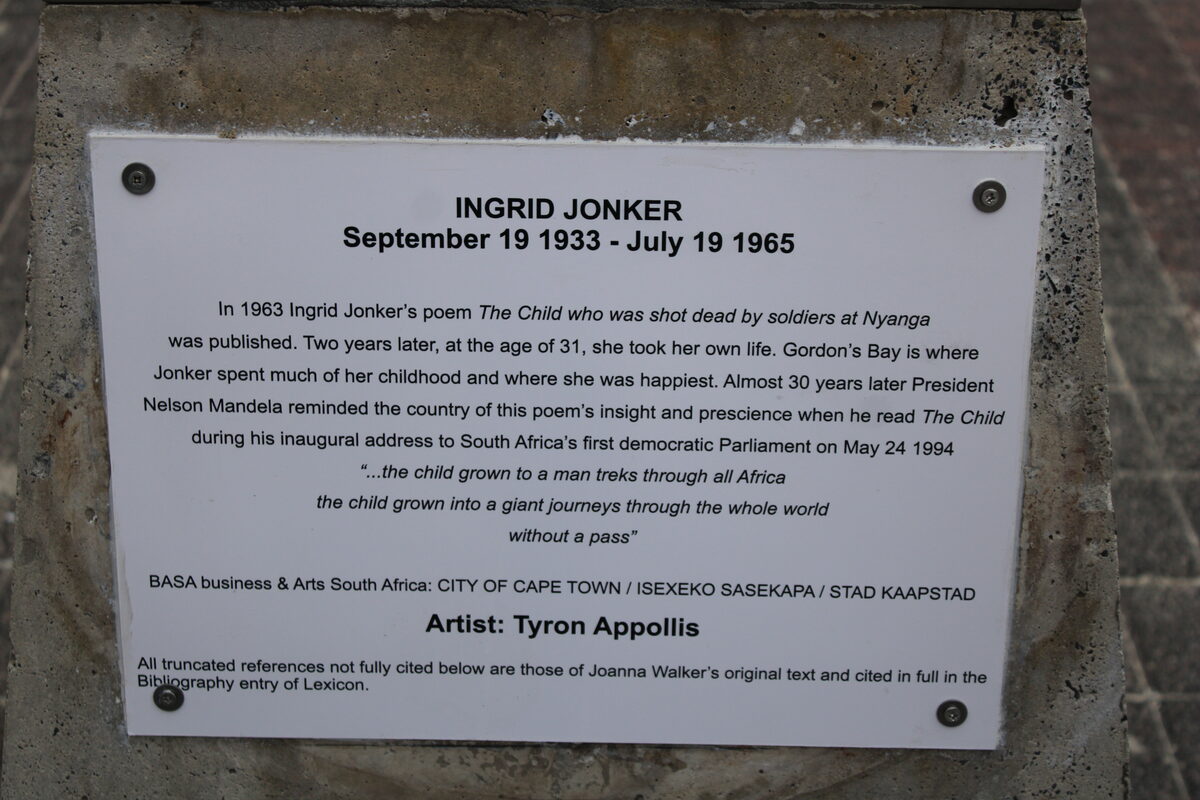 INGRID JONKER
September 19 1933 - July 19 1965
In 1963 Ingrid Jonker's poem The Child who was shot dead by soldiers at Nyanga
was published. Two years later, at the age of 31, she took her own life. Gordon's Bay is where
Jonker spent much of her childhood and where she was happiest. Almost 30 years later President
Nelson Mandela reminded the country of this poem's insight and prescience when he read The Child
during his inaugural address to South Africa's first democratic Parliament on May 24 1994
"...the child grown to a man treks through all Africa
the child grown into a giant journeys through the whole world
without a pass"
BASA business & Arts South Africa: CITY OF CAPE TOWN / ISEXEKO SASEKAPA / STAD KAAPSTAD
Artist: Tyron Appollis
All truncated references not fully cited below are those of Joanna Walker's original text and cited in full in the
Bibliography entry of Lexicon.